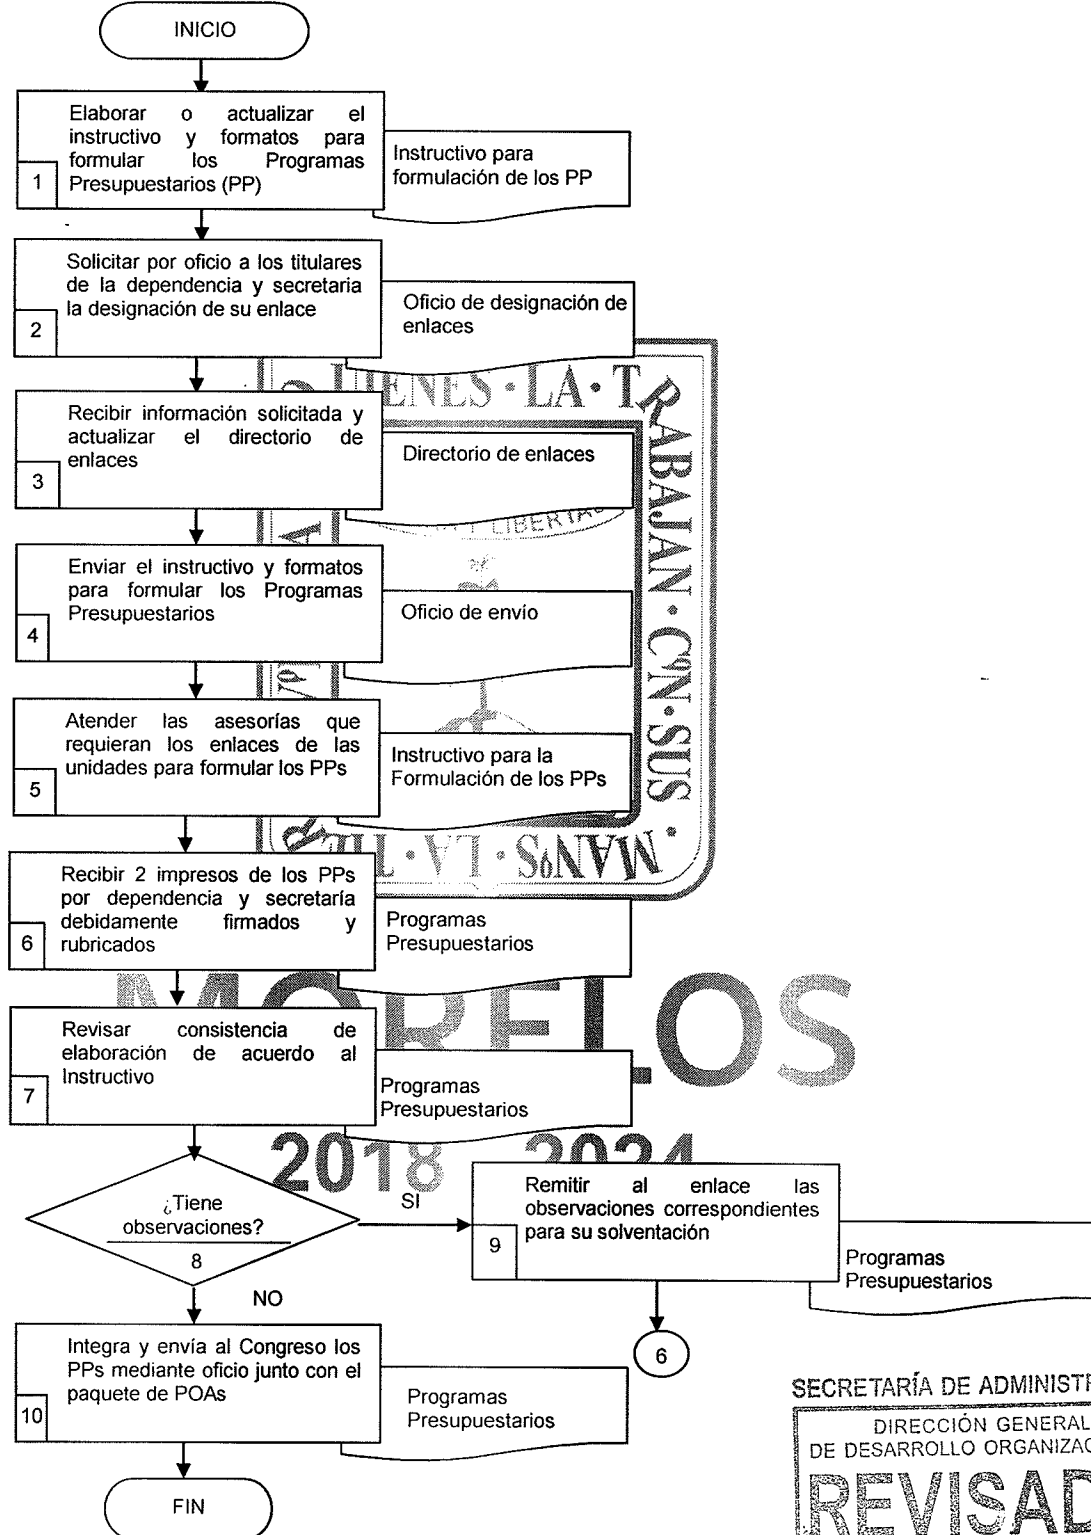 INICIO
Elaborar o actualizar el
instructivo y formatos para
formular los Programas
Presupuestarios (PP)
1
Instructivo para
formulación de los PP
Solicitar por oficio a los titulares
de la dependencia y secretaria
la designación de su enlace
2
Oficio de designación de
enlaces
Recibir información solicitada y
actualizar el directorio de
enlaces
3
Directorio de enlaces
Enviar el instructivo y formatos
para formular los Programas
Presupuestarios
4
Oficio de envío
Atender las asesorías que
requieran los enlaces de las
unidades para formular los PPs
5
Instructivo para la
Formulación de los PPs
Recibir 2 impresos de los PPs
por dependencia y secretaría
debidamente firmados y
rubricados
6
Programas
Presupuestarios
Revisar consistencia de
elaboración de acuerdo al
Instructivo
7
Programas
Presupuestarios
¿Tiene
observaciones?
8
SI
Remitir al enlace las
observaciones correspondientes
para su solventación
9
Programas
Presupuestarios
6
NO
Integra y envía al Congreso los
PPs mediante oficio junto con el
paquete de POAs
10
Programas
Presupuestarios
FIN
LA · TRABAJAN · CON · SUS · MANOS · LA
LIBERTAD
MORELOS
2018 2024
SECRETARÍA DE ADMINISTR
DIRECCIÓN GENERAL
DE DESARROLLO ORGANIZAC
REVISAD